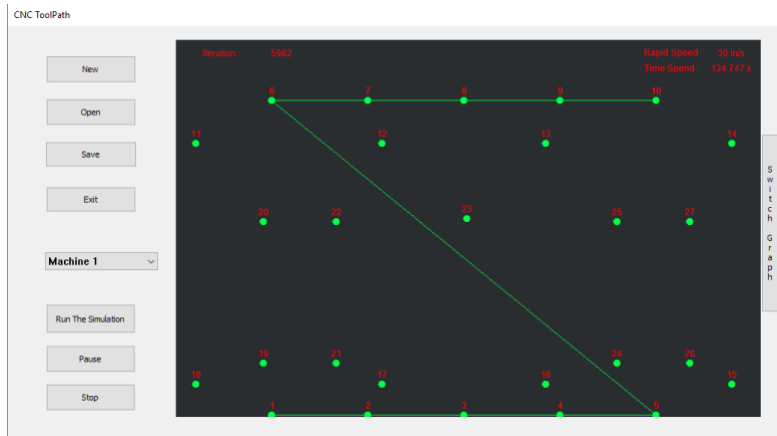 CNC ToolPath
Iteration : 5962
Rapid Speed 30 in/s
Time Spend : 134.747 s
New
Open
Save
Exit
Machine 1
Run The Simulation
Pause
Stop
6 7 8 9 10
11 12 13 14
20 22 23 25 27
19 21 24 26
18 17 16 15
1 2 3 4 5
Switch Graph